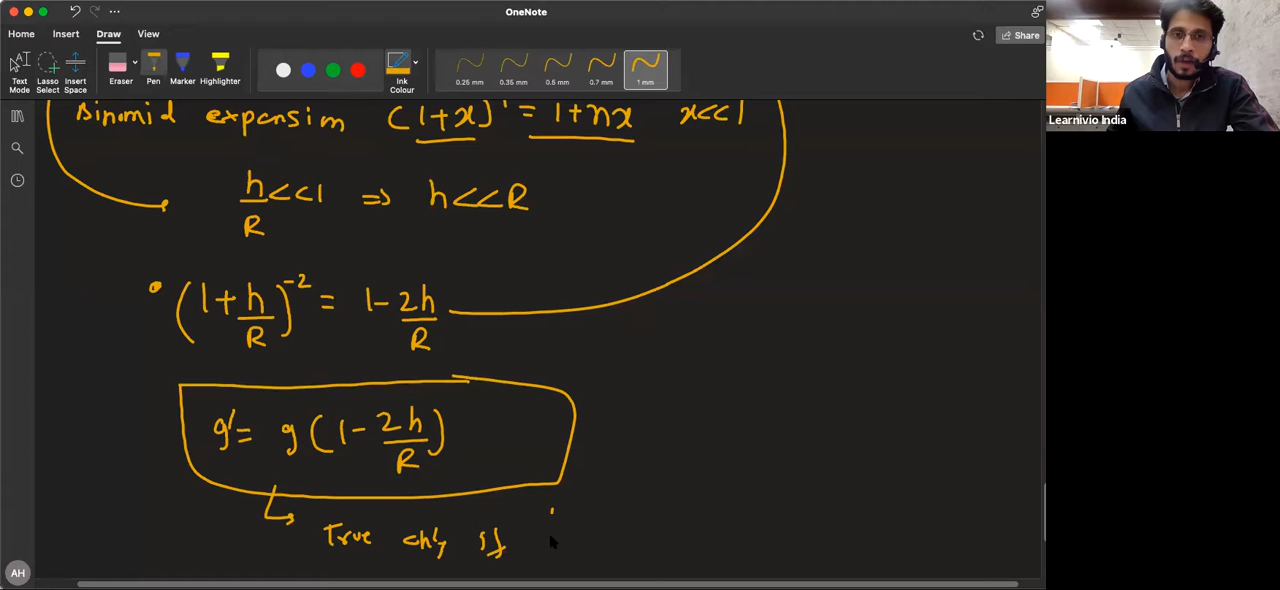 OneNote
Home Insert Draw View
Share
Text Mode Lasso Select Insert Space Eraser Pen Marker Highlighter Ink Colour 0.25 mm 0.35 mm 0.5 mm 0.7 mm 1 mm
Learnivio India
Binomial expansion (1+x)' = 1+nx x<<1
h/R <<1 ⇒ h<<R
(1+h/R)^-2 = 1-2h/R
g'= g(1-2h/R)
True only if
AH